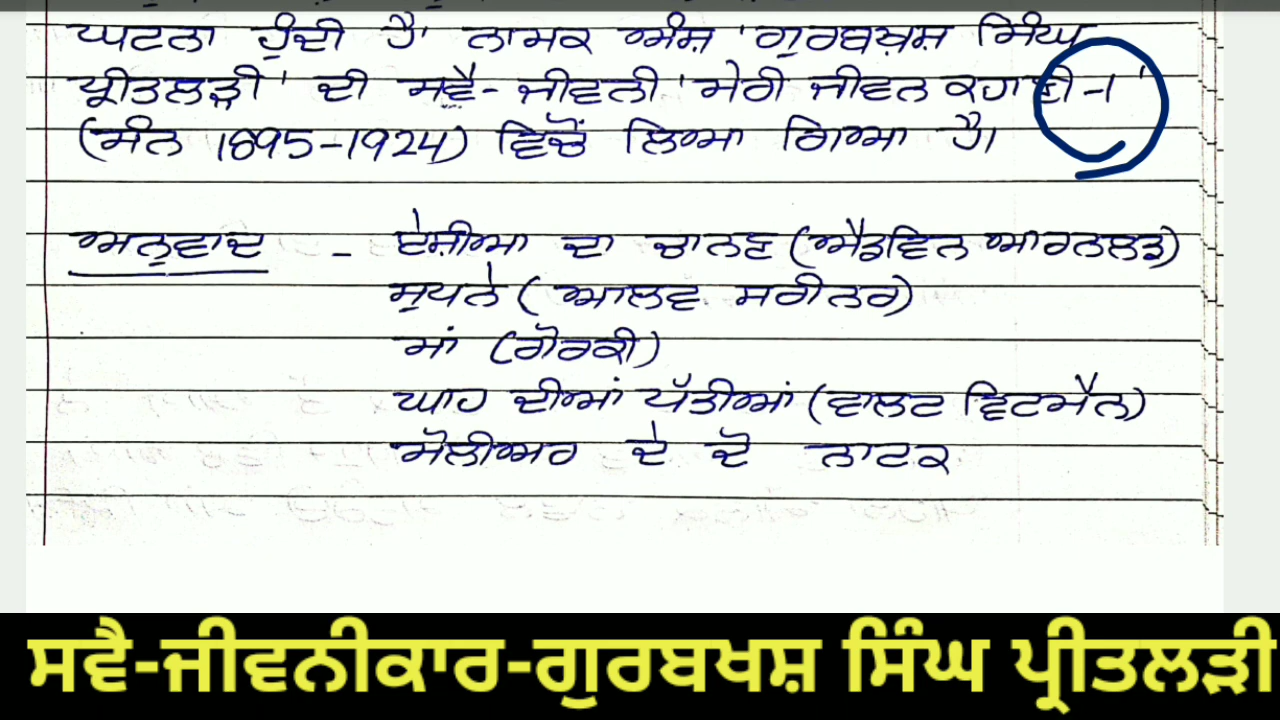 ਘਟਨਾ ਹੁੰਦੀ ਹੈ' ਨਾਮਕ ਅੰਸ਼ 'ਗੁਰਬਖ਼ਸ਼ ਸਿੰਘ
ਪ੍ਰੀਤਲੜੀ' ਦੀ ਸਵੈ-ਜੀਵਨੀ 'ਮੇਰੀ ਜੀਵਨ ਕਹਾਣੀ-1'
(ਸੰਨ 1895-1924) ਵਿਚੋਂ ਲਿਆ ਗਿਆ ਹੈ।
ਅਨੁਵਾਦ - ਏਸ਼ੀਆ ਦਾ ਚਾਨਣ (ਐਡਵਿਨ ਆਰਨਲਡ)
ਸੁਪਨੇ (ਆਲਵ ਸਰੀਨਰ)
ਮਾਂ (ਗੋਰਕੀ)
ਘਾਹ ਦੀਆਂ ਪੱਤੀਆਂ (ਵਾਲਟ ਵਿਟਮੈਨ)
ਮੋਲੀਅਰ ਦੇ ਦੋ ਨਾਟਕ
ਸਵੈ-ਜੀਵਨੀਕਾਰ-ਗੁਰਬਖਸ਼ ਸਿੰਘ ਪ੍ਰੀਤਲੜੀ